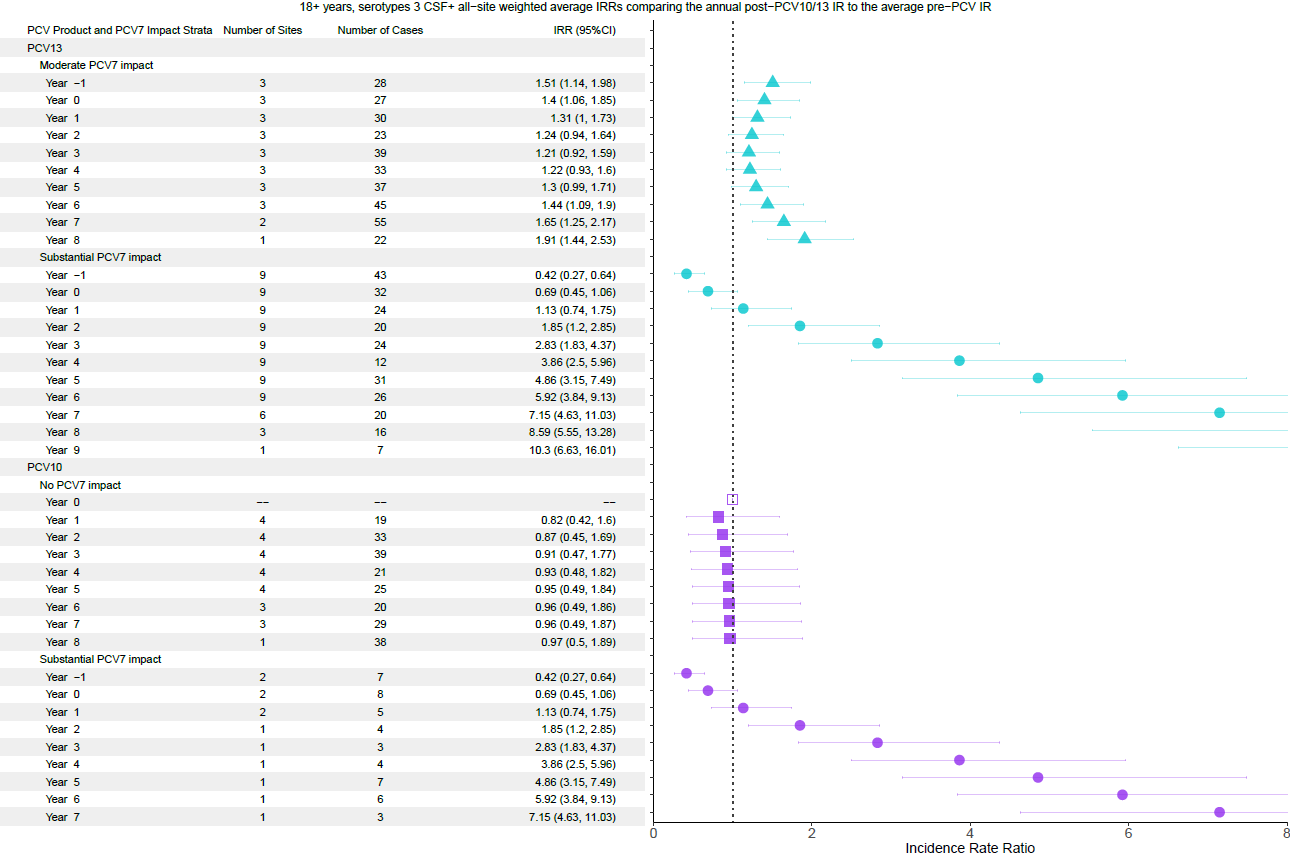 18+ years, serotypes 3 CSF+ all−site weighted average IRRs comparing the annual post−PCV10/13 IR to the average pre−PCV IR
PCV Product and PCV7 Impact Strata Number of Sites Number of Cases IRR (95%CI)
PCV13
Moderate PCV7 impact
Year −1 3 28 1.51 (1.14, 1.98)
Year 0 3 27 1.4 (1.06, 1.85)
Year 1 3 30 1.31 (1, 1.73)
Year 2 3 23 1.24 (0.94, 1.64)
Year 3 3 39 1.21 (0.92, 1.59)
Year 4 3 33 1.22 (0.93, 1.6)
Year 5 3 37 1.3 (0.99, 1.71)
Year 6 3 45 1.44 (1.09, 1.9)
Year 7 2 55 1.65 (1.25, 2.17)
Year 8 1 22 1.91 (1.44, 2.53)
Substantial PCV7 impact
Year −1 9 43 0.42 (0.27, 0.64)
Year 0 9 32 0.69 (0.45, 1.06)
Year 1 9 24 1.13 (0.74, 1.75)
Year 2 9 20 1.85 (1.2, 2.85)
Year 3 9 24 2.83 (1.83, 4.37)
Year 4 9 12 3.86 (2.5, 5.96)
Year 5 9 31 4.86 (3.15, 7.49)
Year 6 9 26 5.92 (3.84, 9.13)
Year 7 6 20 7.15 (4.63, 11.03)
Year 8 3 16 8.59 (5.55, 13.28)
Year 9 1 7 10.3 (6.63, 16.01)
PCV10
No PCV7 impact
Year 0 −− −− −−
Year 1 4 19 0.82 (0.42, 1.6)
Year 2 4 33 0.87 (0.45, 1.69)
Year 3 4 39 0.91 (0.47, 1.77)
Year 4 4 21 0.93 (0.48, 1.82)
Year 5 4 25 0.95 (0.49, 1.84)
Year 6 3 20 0.96 (0.49, 1.86)
Year 7 3 29 0.96 (0.49, 1.87)
Year 8 1 38 0.97 (0.5, 1.89)
Substantial PCV7 impact
Year −1 2 7 0.42 (0.27, 0.64)
Year 0 2 8 0.69 (0.45, 1.06)
Year 1 2 5 1.13 (0.74, 1.75)
Year 2 1 4 1.85 (1.2, 2.85)
Year 3 1 3 2.83 (1.83, 4.37)
Year 4 1 4 3.86 (2.5, 5.96)
Year 5 1 7 4.86 (3.15, 7.49)
Year 6 1 6 5.92 (3.84, 9.13)
Year 7 1 3 7.15 (4.63, 11.03)
0 2 4 6 8
Incidence Rate Ratio